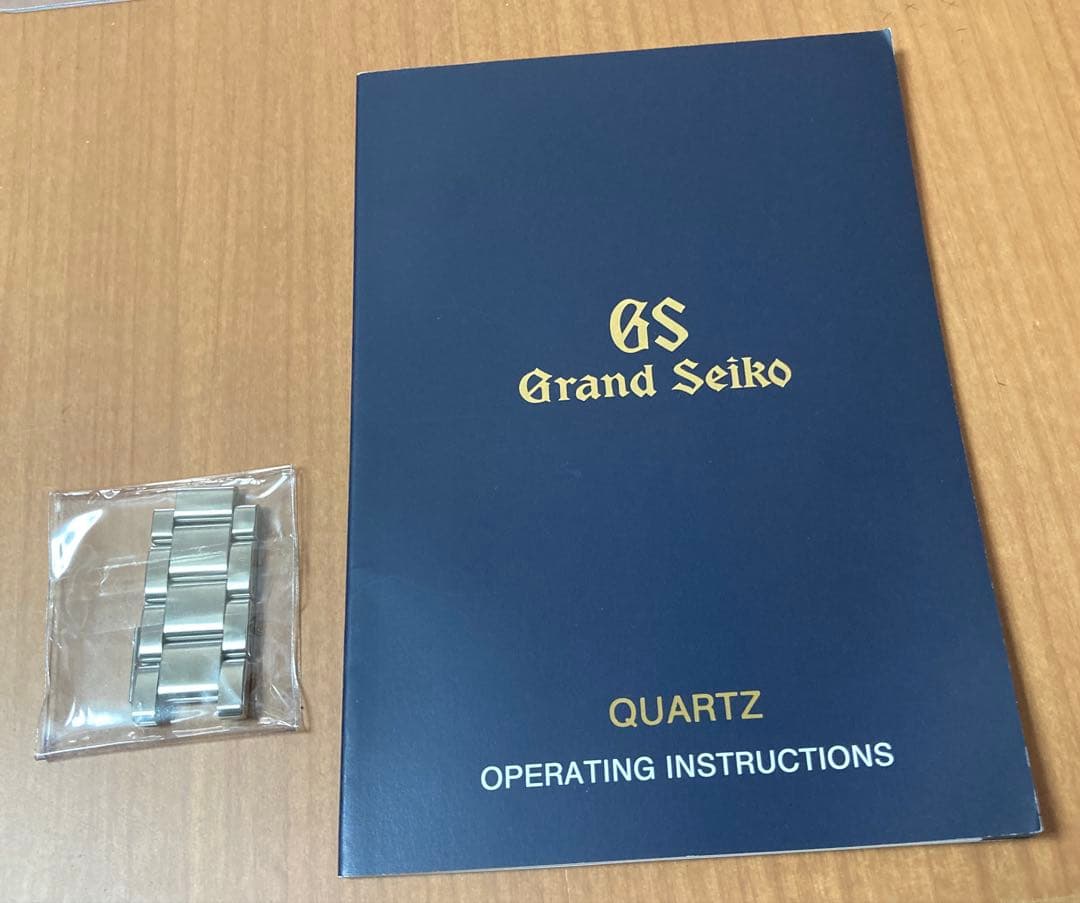 GS
Grand Seiko
QUARTZ
OPERATING INSTRUCTIONS